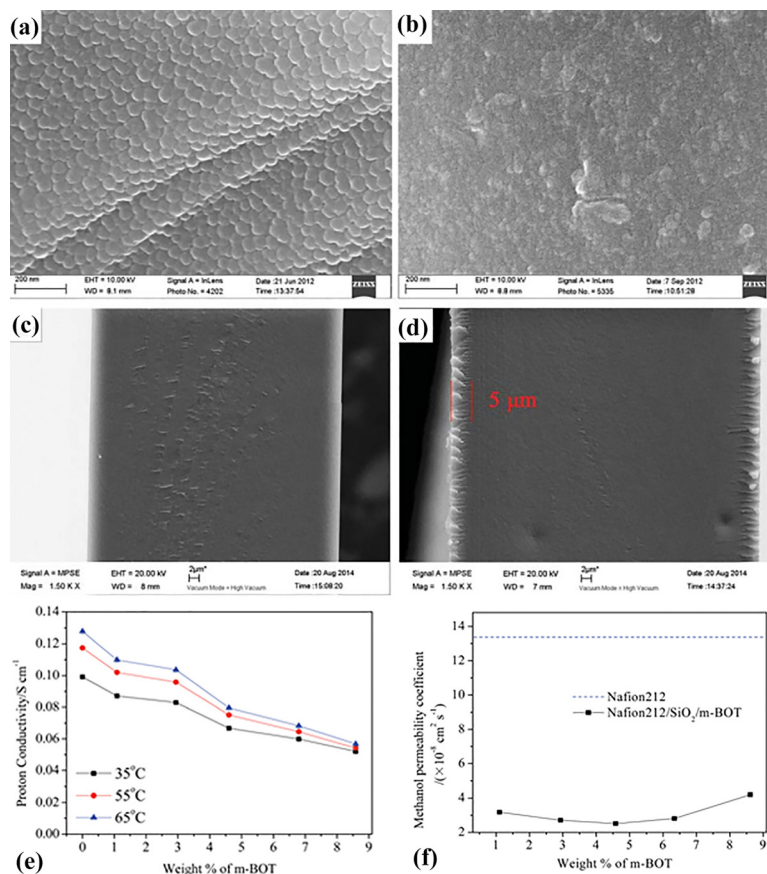 (a)
200 nm
EHT = 10.00 kV
WD = 8.1 mm
Signal A = InLens
Photo No. = 4202
Date :21 Jun 2012
Time :13:37:54
ZEISS
(b)
200 nm
EHT = 10.00 kV
WD = 8.8 mm
Signal A = InLens
Photo No. = 5335
Date :7 Sep 2012
Time :10:51:28
ZEISS
(c)
Signal A = MPSE
Mag = 1.50 K X
EHT = 20.00 kV
WD = 8 mm
2µm*
Vacuum Mode = High Vacuum
Date :20 Aug 2014
Time :15:08:20
(d)
5 µm
Signal A = MPSE
Mag = 1.50 K X
EHT = 20.00 kV
WD = 7 mm
2µm*
Vacuum Mode = High Vacuum
Date :20 Aug 2014
Time :14:37:24
(e)
Proton Conductivity/S cm⁻¹
0.14
0.12
0.10
0.08
0.06
0.04
0.02
0.00
35°C
55°C
65°C
0 1 2 3 4 5 6 7 8 9
Weight % of m-BOT
(f)
Methanol permeability coefficient
/(×10⁻⁸ cm² s⁻¹)
14
12
10
8
6
4
2
Nafion212
Nafion212/SiO₂/m-BOT
1 2 3 4 5 6 7 8 9
Weight % of m-BOT